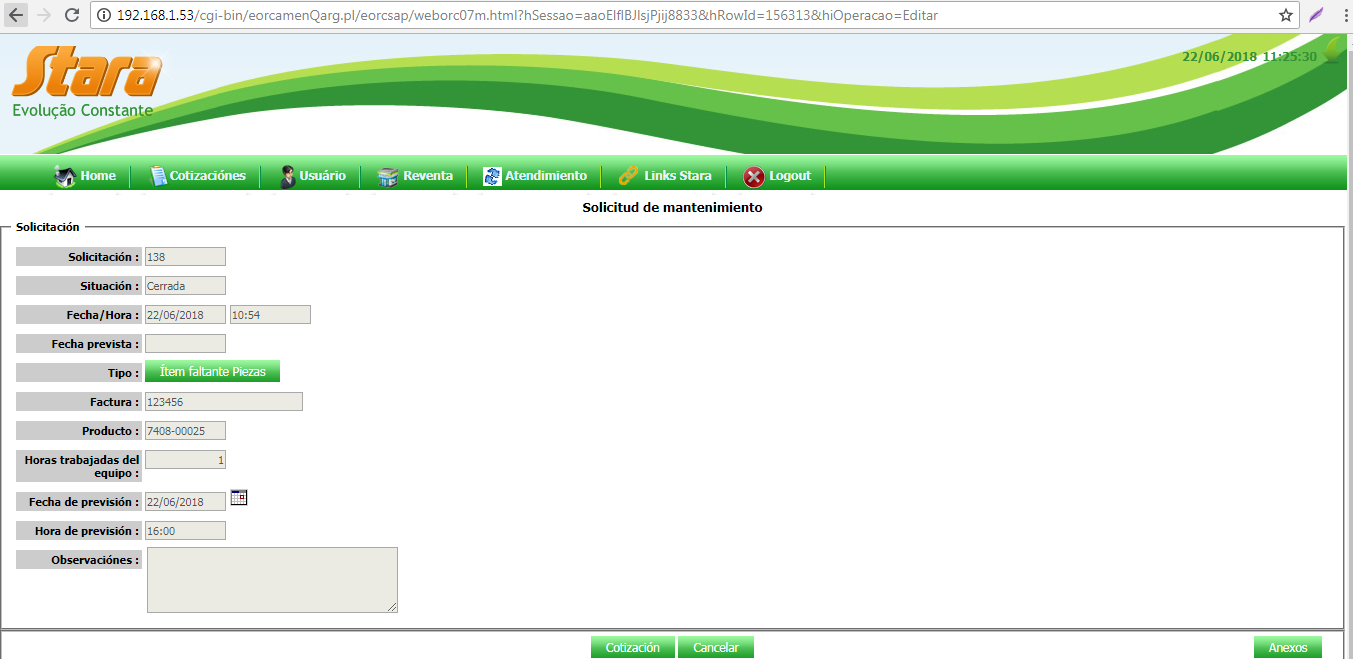 192.168.1.53/cgi-bin/eorcamenQarg.pl/eorcsap/weborc07m.html?hSessao=aaoElflBJlsjPjij8833&hRowId=156313&hiOperacao=Editar
Stara
Evolução Constante
22/06/2018 11:25:30
Home Cotizaciónes Usuário Reventa Atendimiento Links Stara Logout
Solicitud de mantenimiento
Solicitación
Solicitación : 138
Situación : Cerrada
Fecha/Hora : 22/06/2018 10:54
Fecha prevista :
Tipo : Ítem faltante Piezas
Factura : 123456
Producto : 7408-00025
Horas trabajadas del
equipo : 1
Fecha de previsión : 22/06/2018
Hora de previsión : 16:00
Observaciónes :
Cotización Cancelar Anexos